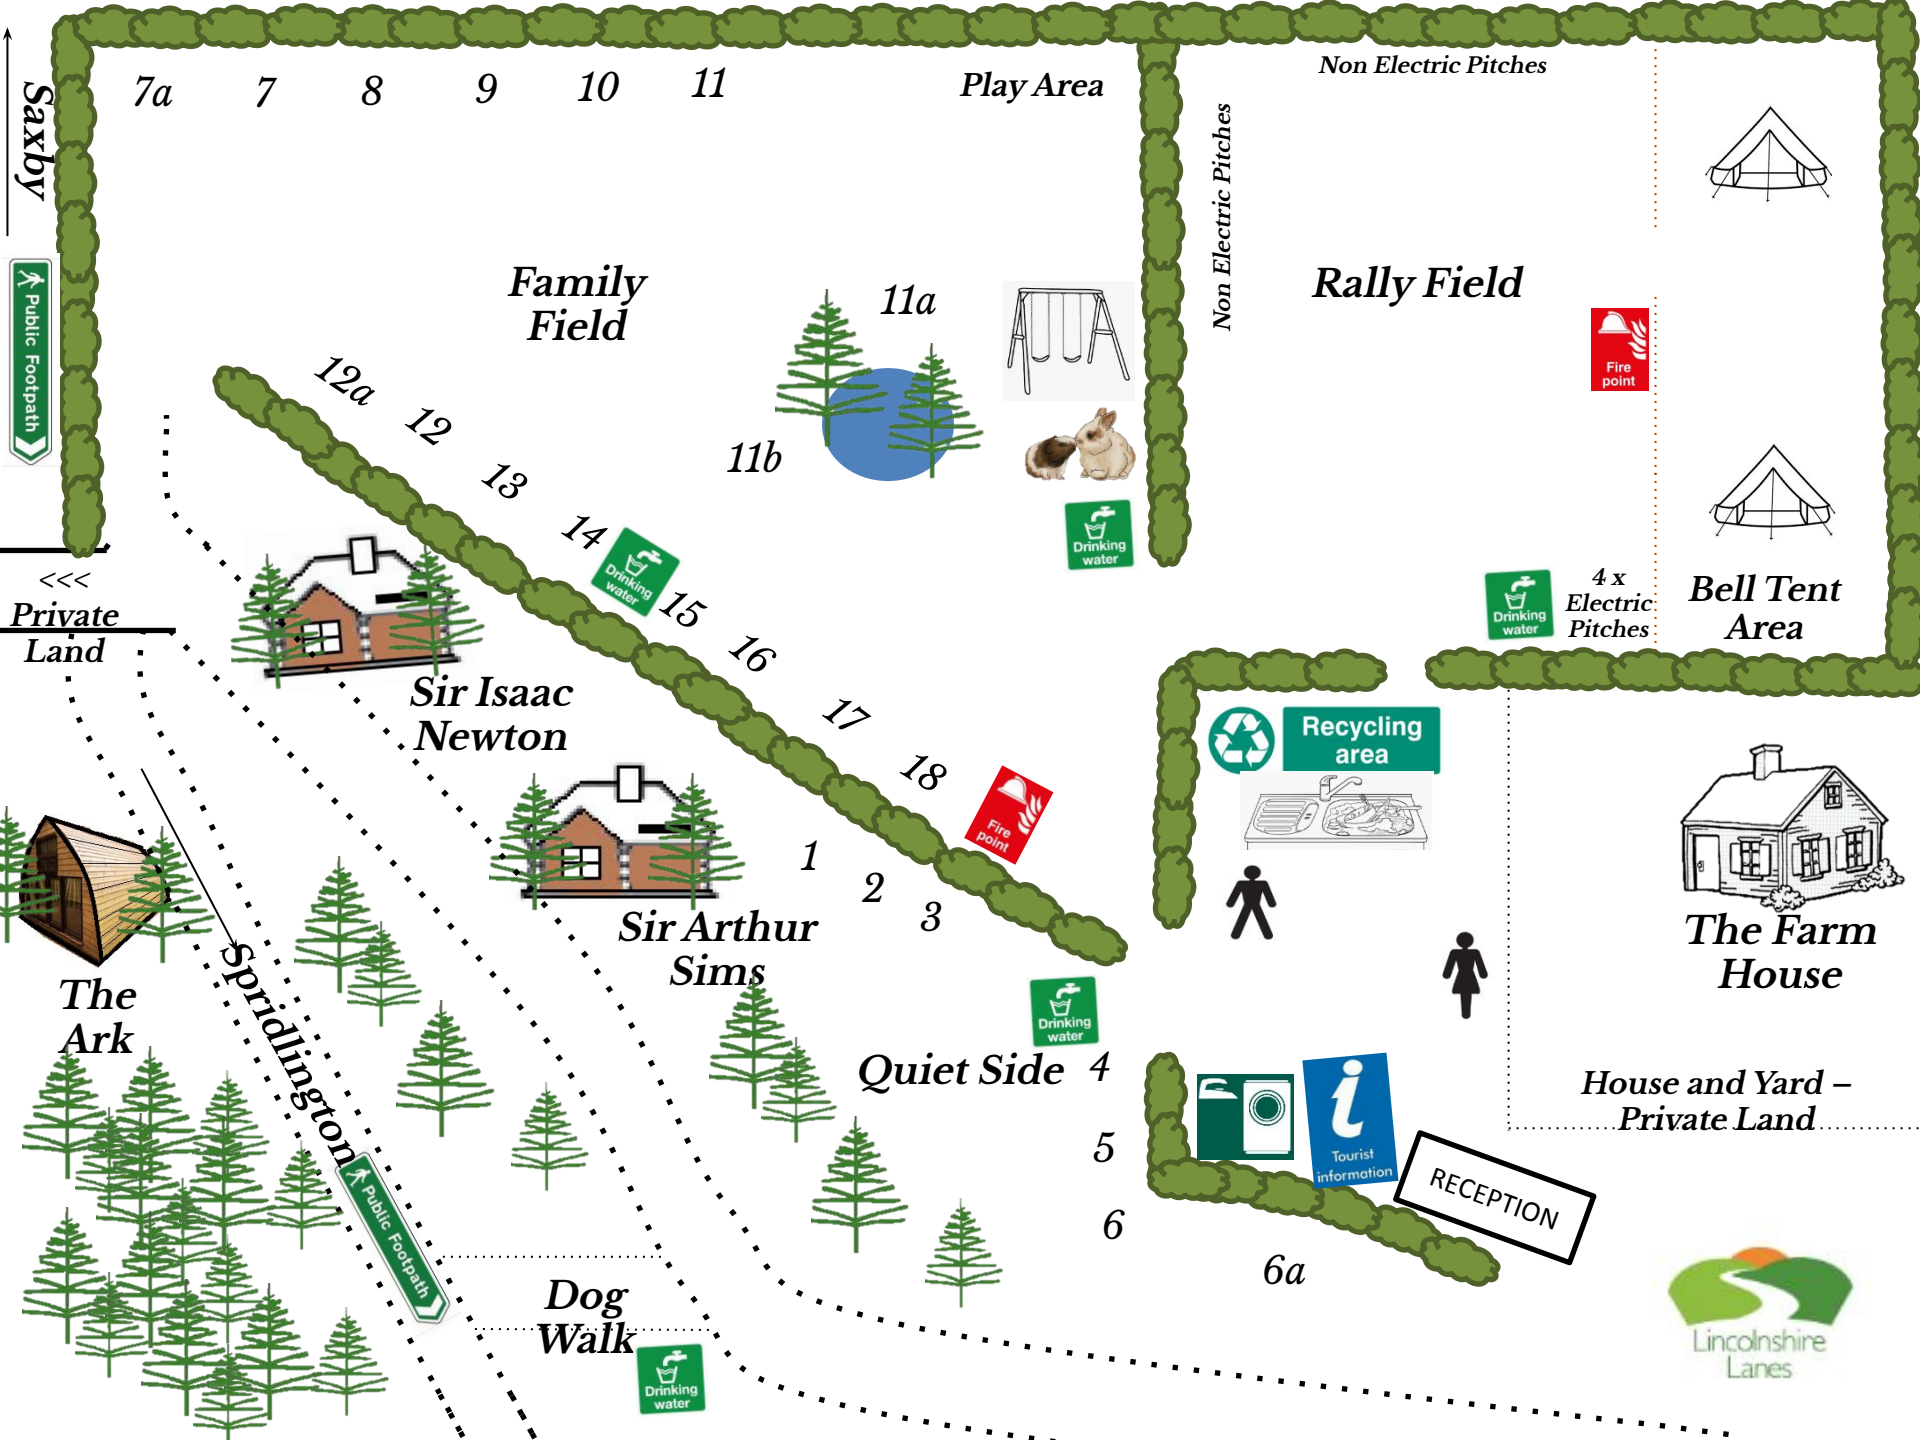 Saxby
7a
7
8
9
10
11
Play Area
Non Electric Pitches
Non Electric Pitches
Public Footpath
Family
Field
11a
Rally Field
Fire
point
12a
12
11b
13
14
Drinking
water
15
Drinking
water
Drinking
water
4 x
Electric
Pitches
Bell Tent
Area
<<<
Private
Land
16
Sir Isaac
Newton
17
18
Fire
point
Recycling
area
1
2
3
Sir Arthur
Sims
The Farm
House
The
Ark
Spridlington
Drinking
water
Quiet Side
4
5
6
6a
Tourist
information
RECEPTION
House and Yard –
Private Land
Public Footpath
Dog
Walk
Drinking
water
Lincolnshire
Lanes